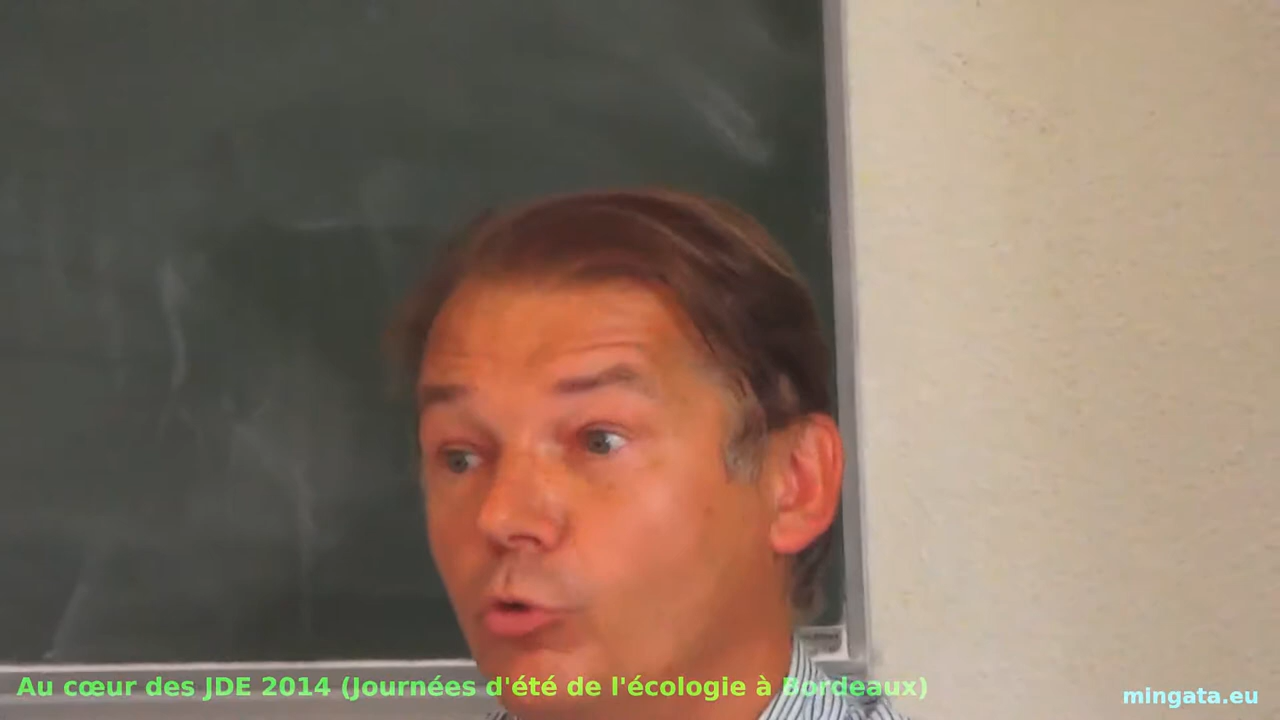 Au cœur des JDE 2014 (Journées d'été de l'écologie à Bordeaux)
mingata.eu